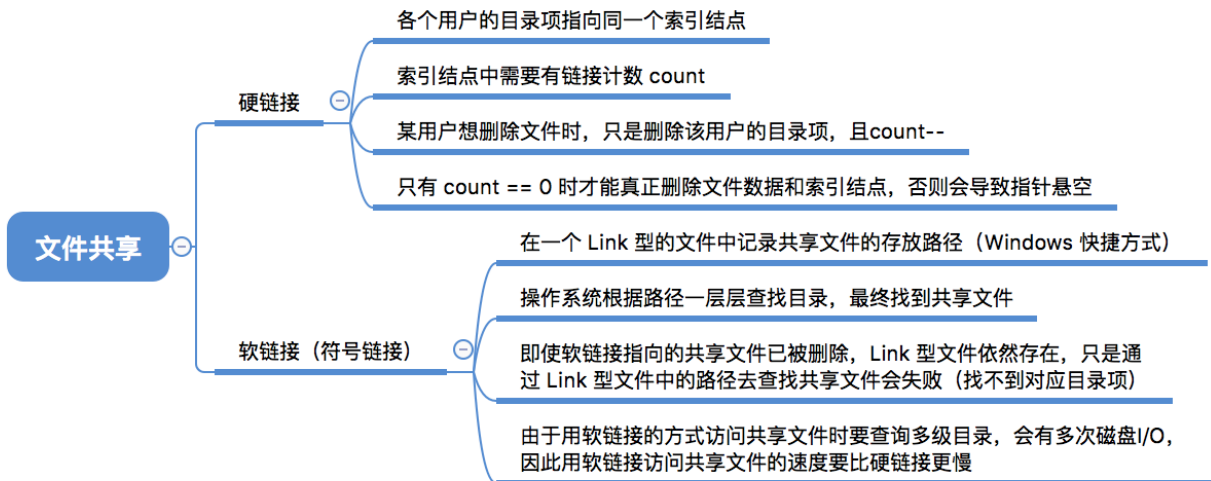 文件共享
硬链接
各个用户的目录项指向同一个索引结点
索引结点中需要有链接计数 count
某用户想删除文件时，只是删除该用户的目录项，且count--
只有 count == 0 时才能真正删除文件数据和索引结点，否则会导致指针悬空
软链接（符号链接）
在一个 Link 型的文件中记录共享文件的存放路径（Windows 快捷方式）
操作系统根据路径一层层查找目录，最终找到共享文件
即使软链接指向的共享文件已被删除，Link 型文件依然存在，只是通
过 Link 型文件中的路径去查找共享文件会失败（找不到对应目录项）
由于用软链接的方式访问共享文件时要查询多级目录，会有多次磁盘I/O，
因此用软链接访问共享文件的速度要比硬链接更慢